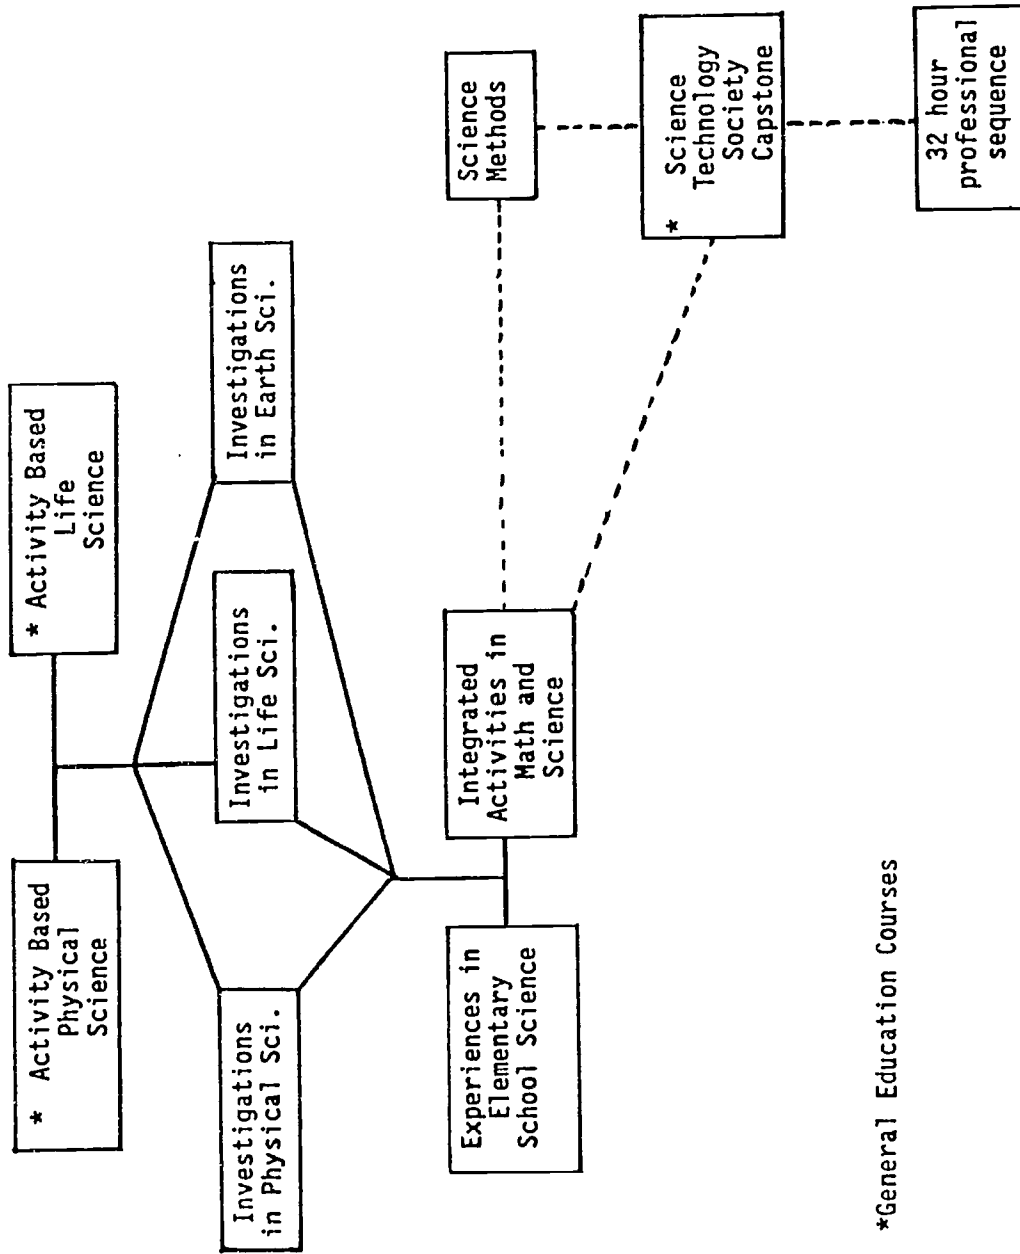 * Activity Based
Physical
Science
* Activity Based
Life
Science
Investigations
in Physical Sci.
Investigations
in Life Sci.
Investigations
in Earth Sci.
Experiences in
Elementary
School Science
Integrated
Activities in
Math and
Science
Science
Methods
*
Science
Technology
Society
Capstone
32 hour
professional
sequence
*General Education Courses